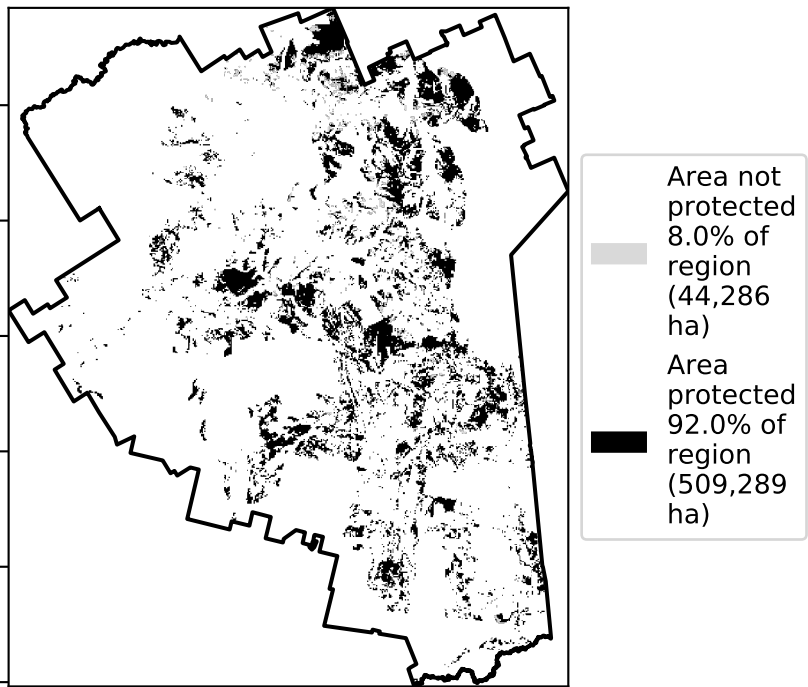 Area not
protected
8.0% of
region
(44,286
ha)
Area
protected
92.0% of
region
(509,289
ha)